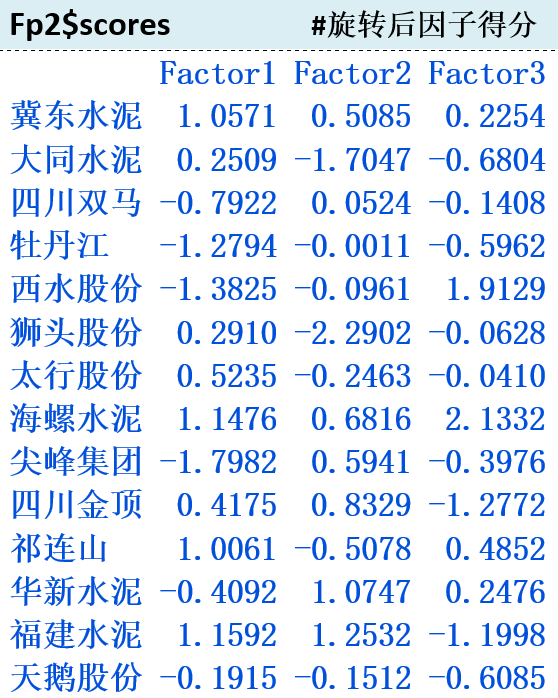 Fp2$scores #旋转后因子得分
Factor1 Factor2 Factor3
冀东水泥 1.0571 0.5085 0.2254
大同水泥 0.2509 -1.7047 -0.6804
四川双马 -0.7922 0.0524 -0.1408
牡丹江 -1.2794 -0.0011 -0.5962
西水股份 -1.3825 -0.0961 1.9129
狮头股份 0.2910 -2.2902 -0.0628
太行股份 0.5235 -0.2463 -0.0410
海螺水泥 1.1476 0.6816 2.1332
尖峰集团 -1.7982 0.5941 -0.3976
四川金顶 0.4175 0.8329 -1.2772
祁连山 1.0061 -0.5078 0.4852
华新水泥 -0.4092 1.0747 0.2476
福建水泥 1.1592 1.2532 -1.1998
天鹅股份 -0.1915 -0.1512 -0.6085